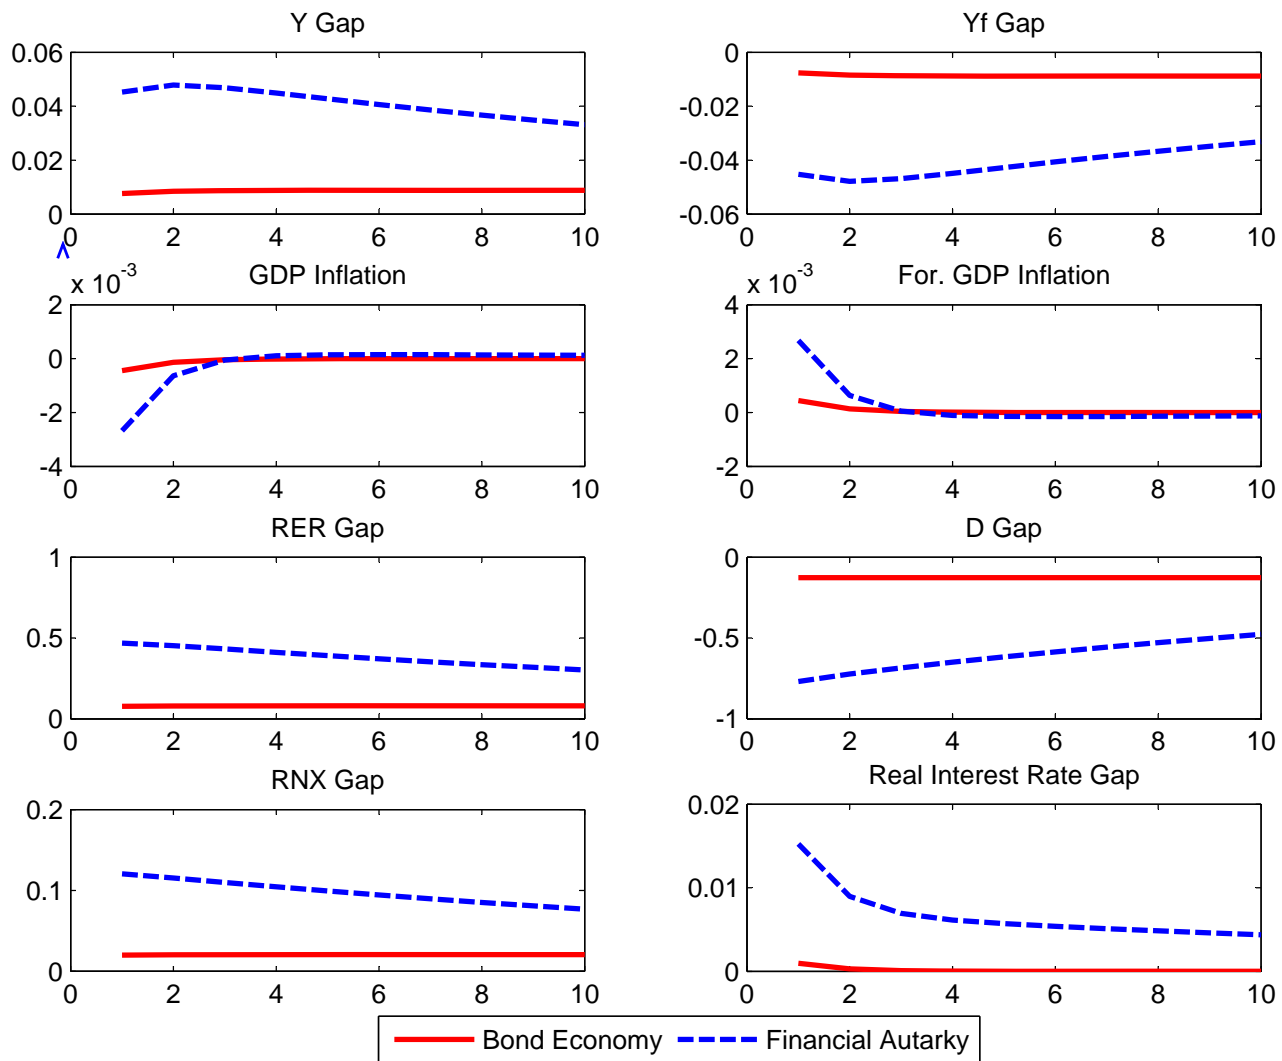 Y Gap
0.06
0.04
0.02
0
0 2 4 6 8 10
^
Yf Gap
0
-0.02
-0.04
-0.06
0 2 4 6 8 10
GDP Inflation
x 10^-3
2
0
-2
-4
0 2 4 6 8 10
For. GDP Inflation
x 10^-3
4
2
0
-2
0 2 4 6 8 10
RER Gap
1
0.5
0
0 2 4 6 8 10
D Gap
0
-0.5
-1
0 2 4 6 8 10
RNX Gap
0.2
0.1
0
0 2 4 6 8 10
Real Interest Rate Gap
0.02
0.01
0
0 2 4 6 8 10
Bond Economy Financial Autarky